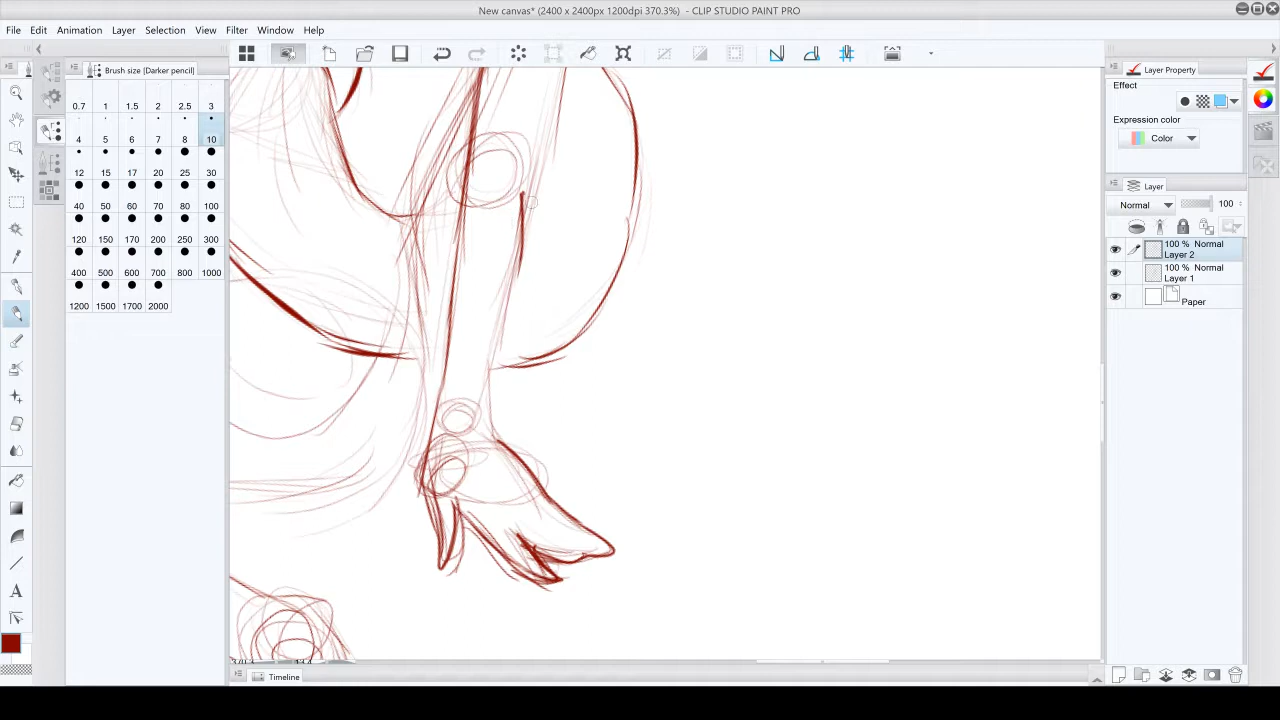 New canvas* (2400 x 2400px 1200dpi 370.3%)  - CLIP STUDIO PAINT PRO
File Edit Animation Layer Selection View Filter Window Help
Brush size [Darker pencil]
0.7 1 1.5 2 2.5 3
4 5 6 7 8 10
12 15 17 20 25 30
40 50 60 70 80 100
120 150 170 200 250 300
400 500 600 700 800 1000
1200 1500 1700 2000
Layer Property
Effect
Expression color
Color
Layer
Normal 100
100 % Normal
Layer 2
100 % Normal
Layer 1
Paper
Timeline